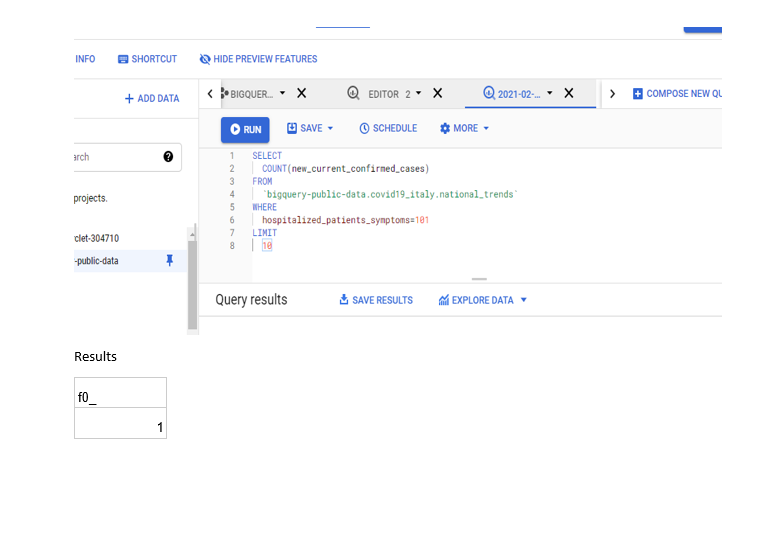 INFO SHORTCUT HIDE PREVIEW FEATURES
+ ADD DATA
BIGQUER... EDITOR 2 2021-02-... COMPOSE NEW QU
RUN SAVE SCHEDULE MORE
arch
projects.
rclet-304710
-public-data
1 SELECT
2 COUNT(new_current_confirmed_cases)
3 FROM
4 `bigquery-public-data.covid19_italy.national_trends`
5 WHERE
6 hospitalized_patients_symptoms=101
7 LIMIT
8 10
Query results SAVE RESULTS EXPLORE DATA
Results
f0_
1